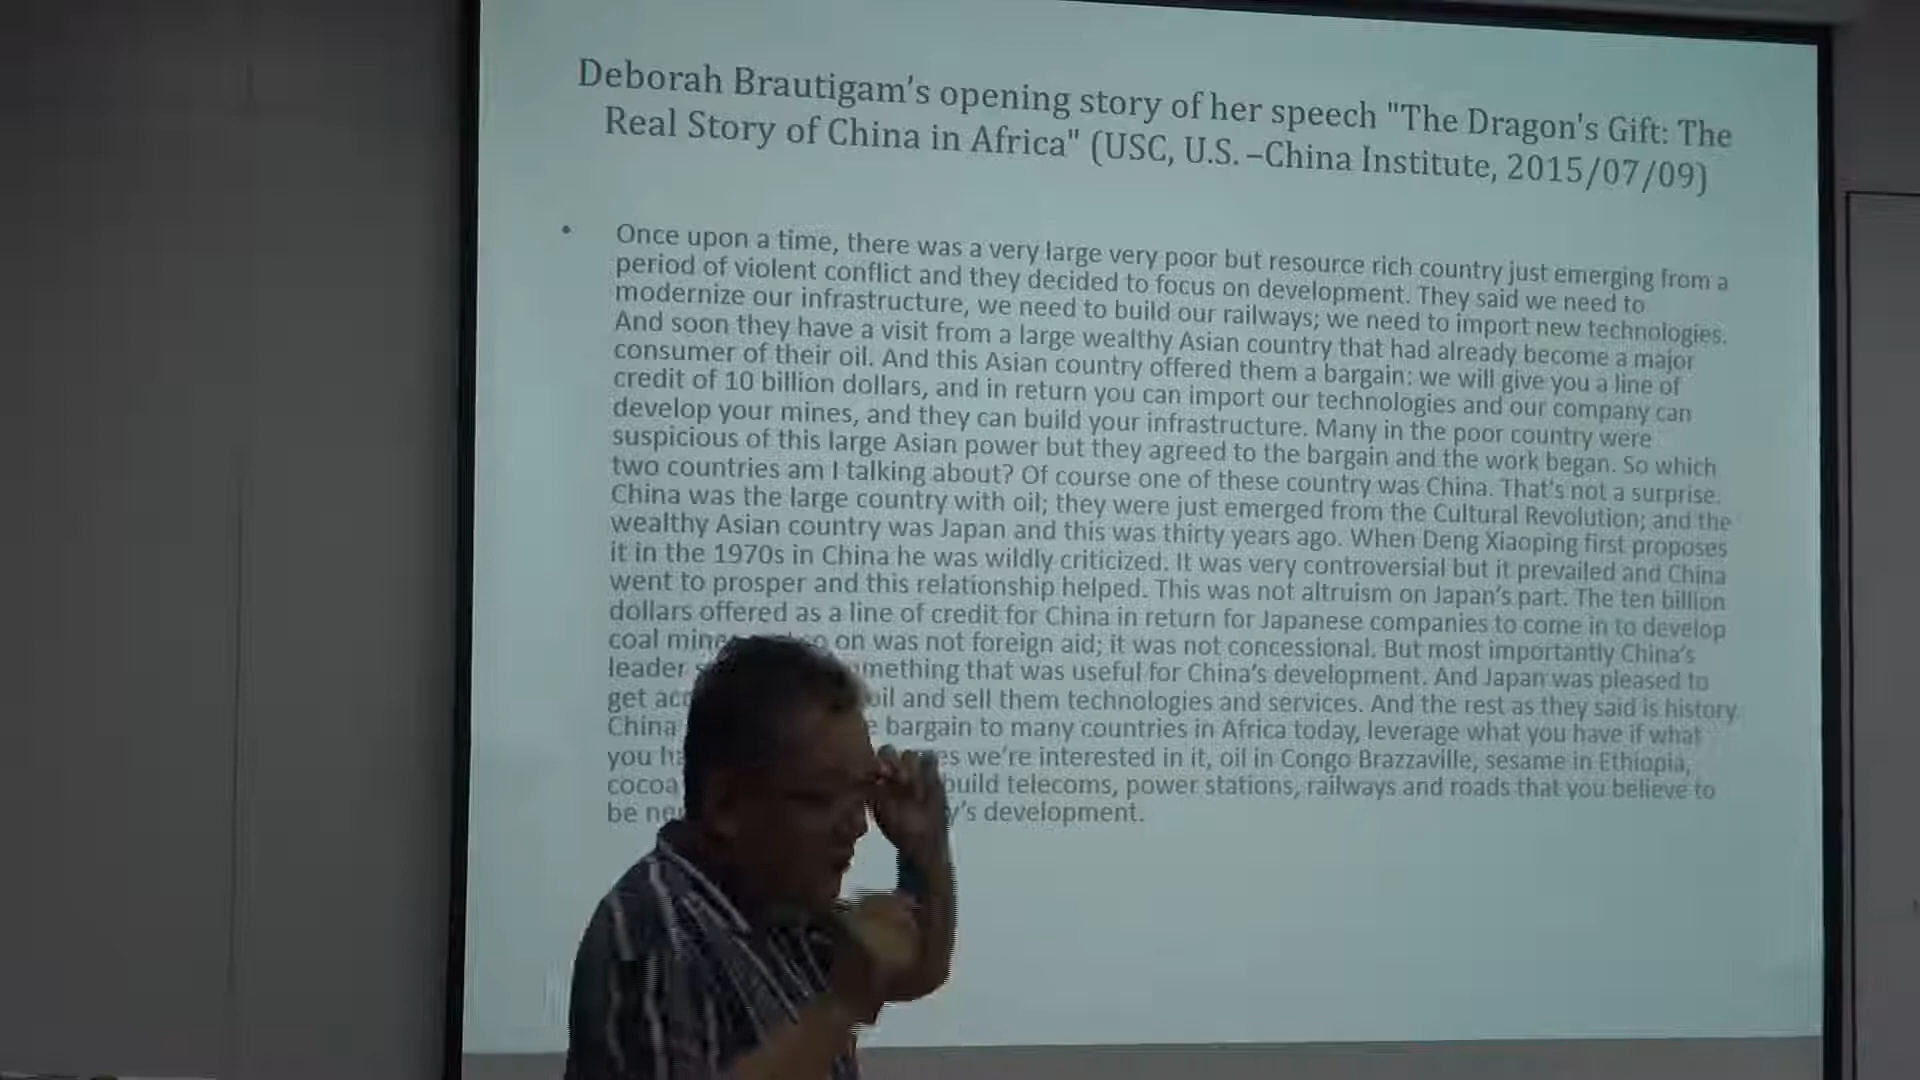 Deborah Brautigam's opening story of her speech "The Dragon's Gift: The
Real Story of China in Africa" (USC, U.S. –China Institute, 2015/07/09)
• Once upon a time, there was a very large very poor but resource rich country just emerging from a
period of violent conflict and they decided to focus on development. They said we need to
modernize our infrastructure, we need to build our railways; we need to import new technologies.
And soon they have a visit from a large wealthy Asian country that had already become a major
consumer of their oil. And this Asian country offered them a bargain: we will give you a line of
credit of 10 billion dollars, and in return you can import our technologies and our company can
develop your mines, and they can build your infrastructure. Many in the poor country were
suspicious of this large Asian power but they agreed to the bargain and the work began. So which
two countries am I talking about? Of course one of these country was China. That's not a surprise.
China was the large country with oil; they were just emerged from the Cultural Revolution; and the
wealthy Asian country was Japan and this was thirty years ago. When Deng Xiaoping first proposes
it in the 1970s in China he was wildly criticized. It was very controversial but it prevailed and China
went to prosper and this relationship helped. This was not altruism on Japan's part. The ten billion
dollars offered as a line of credit for China in return for Japanese companies to come in to develop
coal on was not foreign aid; it was not concessional. But most importantly China's
leader that was useful for China's development. And Japan was pleased to
get oil and sell them technologies and services. And the rest as they said is history.
China bargain to many countries in Africa today, leverage what you have if what
you we're interested in it, oil in Congo Brazzaville, sesame in Ethiopia,
cocoa build telecoms, power stations, railways and roads that you believe to
be development.